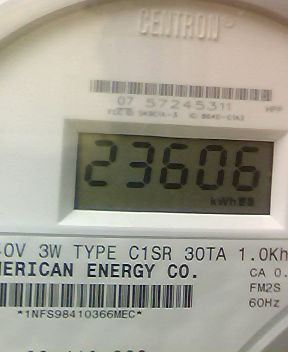 CENTRON
07 57245311
23606
kWh
40V 3W TYPE C1SR 30TA 1.0Kh
MERICAN ENERGY CO.
CA 0.
FM2S
60Hz
*1NFS98410366MEC*